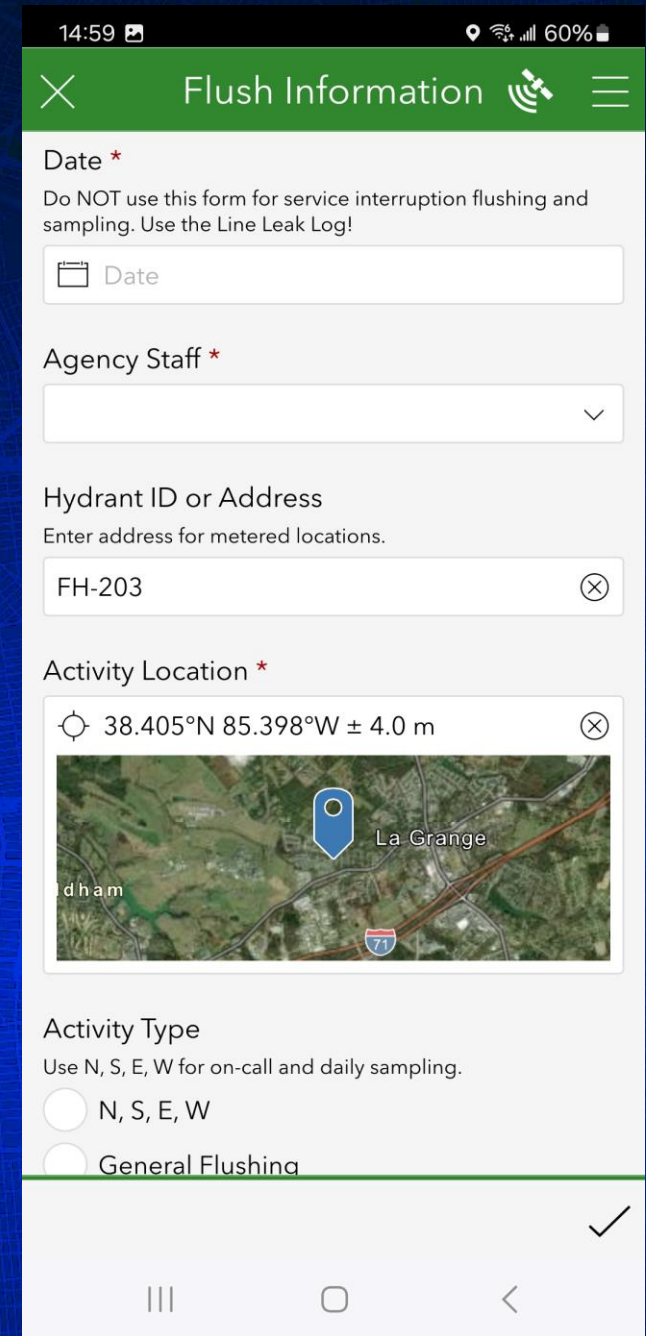 14:59 60%
Flush Information
Date *
Do NOT use this form for service interruption flushing and
sampling. Use the Line Leak Log!
Date
Agency Staff *
Hydrant ID or Address
Enter address for metered locations.
FH-203
Activity Location *
38.405°N 85.398°W ± 4.0 m
La Grange
ldham
71
Activity Type
Use N, S, E, W for on-call and daily sampling.
N, S, E, W
General Flushing